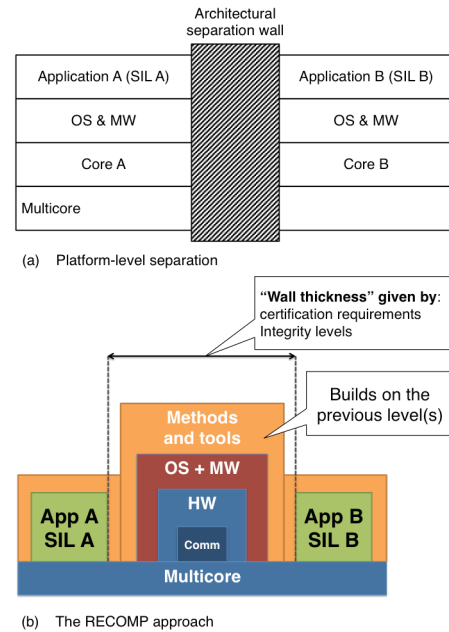 Architectural
separation wall
Application A (SIL A)
Application B (SIL B)
OS & MW
OS & MW
Core A
Core B
Multicore
(a) Platform-level separation
“Wall thickness” given by:
certification requirements
Integrity levels
Builds on the
previous level(s)
Methods
and tools
OS + MW
HW
App A
SIL A
App B
SIL B
Comm
Multicore
(b) The RECOMP approach